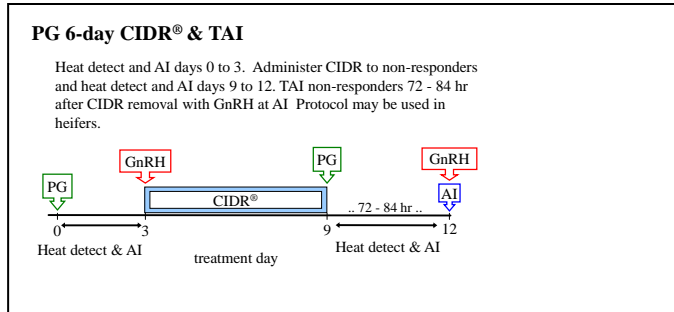 PG 6-day CIDR® & TAI
Heat detect and AI days 0 to 3.  Administer CIDR to non-responders
and heat detect and AI days 9 to 12. TAI non-responders 72 - 84 hr
after CIDR removal with GnRH at AI  Protocol may be used in
heifers.
GnRH
PG
GnRH
PG
AI
CIDR®
.. 72 - 84 hr ..
0
3
9
12
Heat detect & AI
Heat detect & AI
treatment day